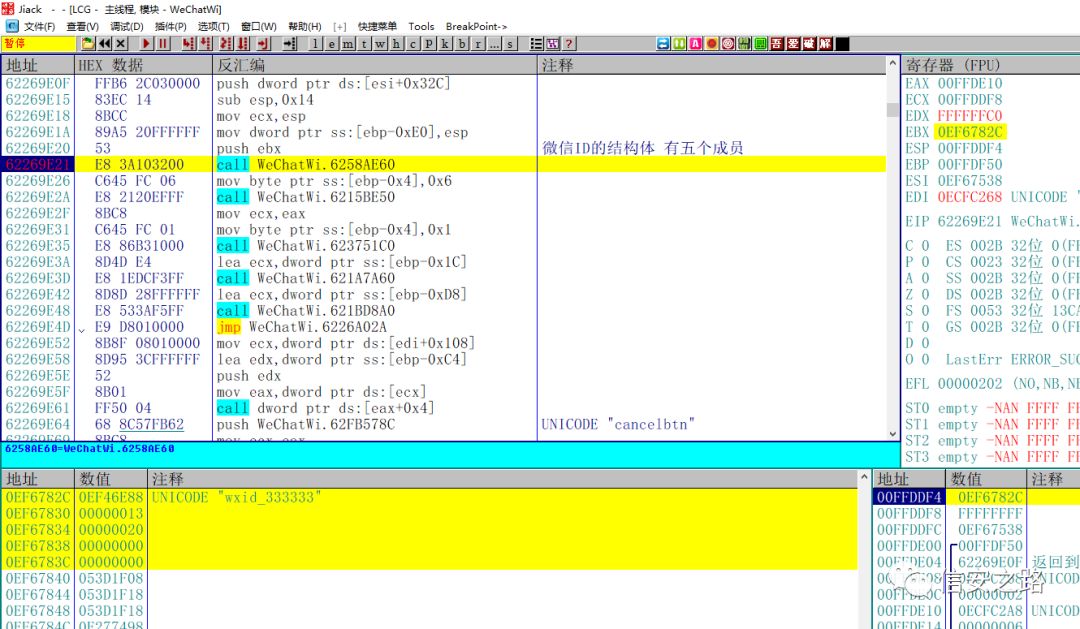 Jiack - - [LCG - 主线程, 模块 - WeChatWi]
文件(F) 查看(V) 调试(D) 插件(P) 选项(T) 窗口(W) 帮助(H) [+] 快捷菜单 Tools BreakPoint->
暂停 l e m t w h c p k b r ... s ? 吾 爱 破 解
地址 HEX 数据 反汇编 注释
62269E0F FFB6 2C030000 push dword ptr ds:[esi+0x32C]
62269E15 83EC 14 sub esp,0x14
62269E18 8BCC mov ecx,esp
62269E1A 89A5 20FFFFFF mov dword ptr ss:[ebp-0xE0],esp
62269E20 53 push ebx 微信ID的结构体 有五个成员
62269E21 E8 3A103200 call WeChatWi.6258AE60
62269E26 C645 FC 06 mov byte ptr ss:[ebp-0x4],0x6
62269E2A E8 2120EFFF call WeChatWi.6215BE50
62269E2F 8BC8 mov ecx,eax
62269E31 C645 FC 01 mov byte ptr ss:[ebp-0x4],0x1
62269E35 E8 86B31000 call WeChatWi.623751C0
62269E3A 8D4D E4 lea ecx,dword ptr ss:[ebp-0x1C]
62269E3D E8 1EDCF3FF call WeChatWi.621A7A60
62269E42 8D8D 28FFFFFF lea ecx,dword ptr ss:[ebp-0xD8]
62269E48 E8 533AF5FF call WeChatWi.621BD8A0
62269E4D E9 D8010000 jmp WeChatWi.6226A02A
62269E52 8B8F 08010000 mov ecx,dword ptr ds:[edi+0x108]
62269E58 8D95 3CFFFFFF lea edx,dword ptr ss:[ebp-0xC4]
62269E5E 52 push edx
62269E5F 8B01 mov eax,dword ptr ds:[ecx]
62269E61 FF50 04 call dword ptr ds:[eax+0x4]
62269E64 68 8C57FB62 push WeChatWi.62FB578C UNICODE "cancelbtn"
6258AE60=WeChatWi.6258AE60
寄存器 (FPU)
EAX 00FFDE10
ECX 00FFDDF8
EDX FFFFFFC0
EBX 0EF6782C
ESP 00FFDDF4
EBP 00FFDF50
ESI 0EF67538
EDI 0ECFC268 UNICODE "
EIP 62269E21 WeChatWi.
C 0 ES 002B 32位 0(FF
P 0 CS 0023 32位 0(FF
A 0 SS 002B 32位 0(FF
Z 0 DS 002B 32位 0(FF
S 0 FS 0053 32位 13CA
T 0 GS 002B 32位 0(FF
D 0
O 0 LastErr ERROR_SUC
EFL 00000202 (NO,NB,NE
ST0 empty -NAN FFFF FF
ST1 empty -NAN FFFF FF
ST2 empty -NAN FFFF FF
ST3 empty -NAN FFFF FF
地址 数值 注释
0EF6782C 0EF46E88 UNICODE "wxid_333333"
0EF67830 00000013
0EF67834 00000020
0EF67838 00000000
0EF6783C 00000000
0EF67840 053D1F08
0EF67844 053D1F18
0EF67848 053D1F18
0EF6784C 0E277498
地址 数值 注释
00FFDDF4 0EF6782C
00FFDDF8 FFFFFFFF
00FFDDFC 0EF67538
00FFDE00 00FFDF50
00FFDE04 62269E0F 返回到
UNICOD
00000002
00FFDE10 0ECFC2A8 UNICOD
00FFDE14 00000006
信安之路